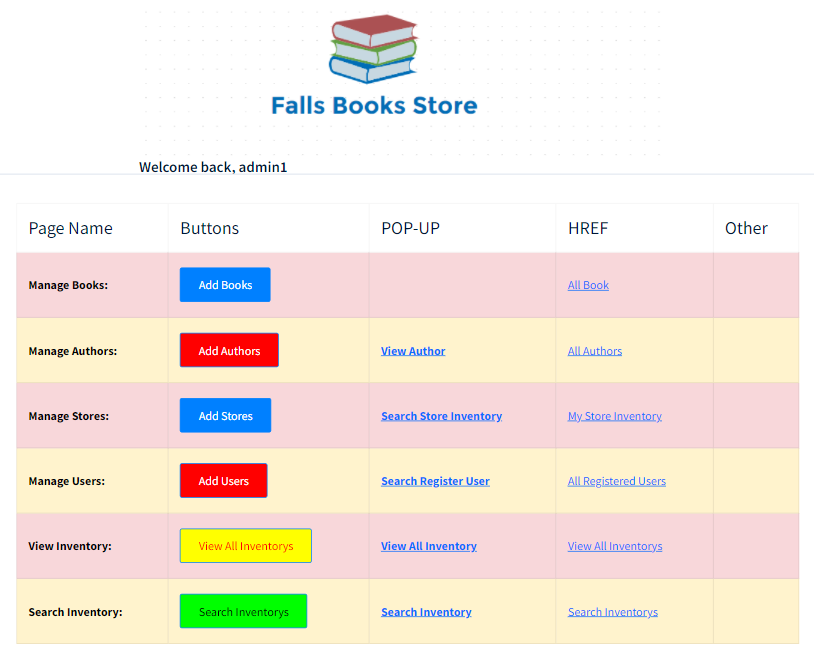 Falls Books Store
Welcome back, admin1
Page Name Buttons POP-UP HREF Other
Manage Books: Add Books All Book
Manage Authors: Add Authors View Author All Authors
Manage Stores: Add Stores Search Store Inventory My Store Inventory
Manage Users: Add Users Search Register User All Registered Users
View Inventory: View All Inventorys View All Inventory View All Inventorys
Search Inventory: Search Inventorys Search Inventory Search Inventorys